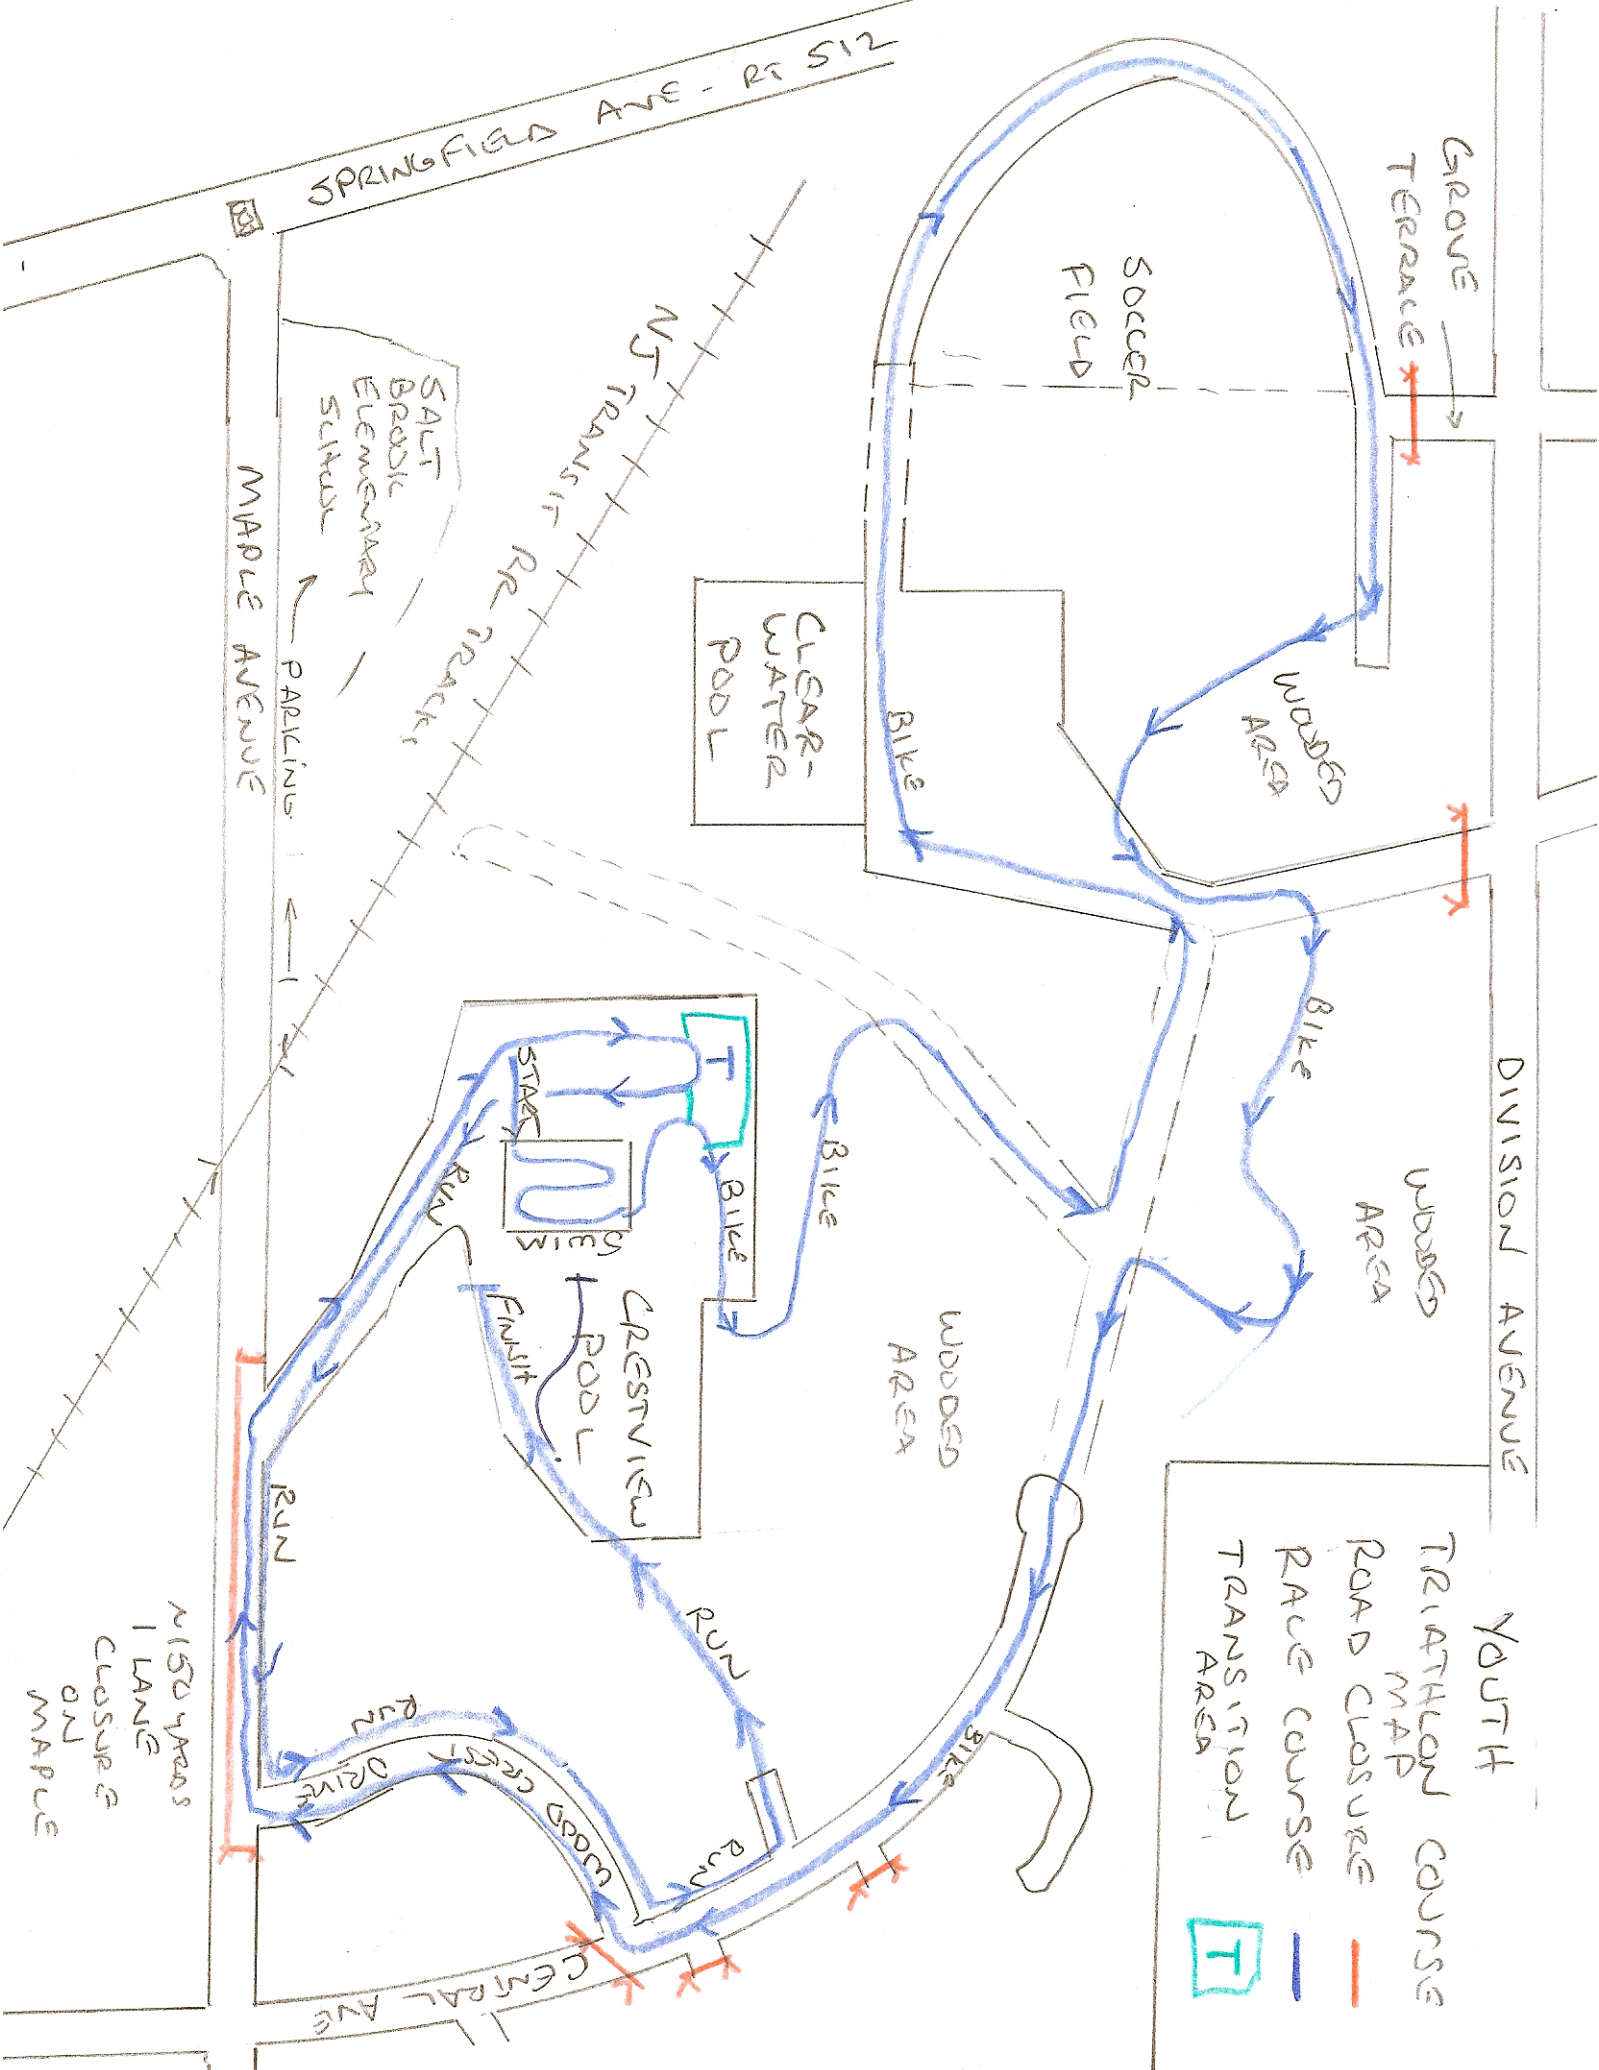 YOUTH
TRIATHLON COURSE
MAP
ROAD CLOSURE
RACE COURSE
TRANSITION
AREA
T
GROVE
TERRACE
DIVISION AVENUE
SPRINGFIELD AVE - RT 512
SOCCER
FIELD
WOODED
AREA
WOODED
AREA
WOODED
AREA
CLEAR-
WATER
POOL
BIKE
BIKE
BIKE
BIKE
BIKE
NJ TRANSIT RR TRACKS
SALT
BROOK
ELEMENTARY
PARKING
MAPLE AVENUE
T
START
SWIM
CRESTVIEW
POOL
FINISH
RUN
RUN
RUN
RUN
RUN
CREST
WOOD
DRIVE
CENTRAL AVE
N150 YARDS
1 LANE
CLOSURE
ON
MAPLE